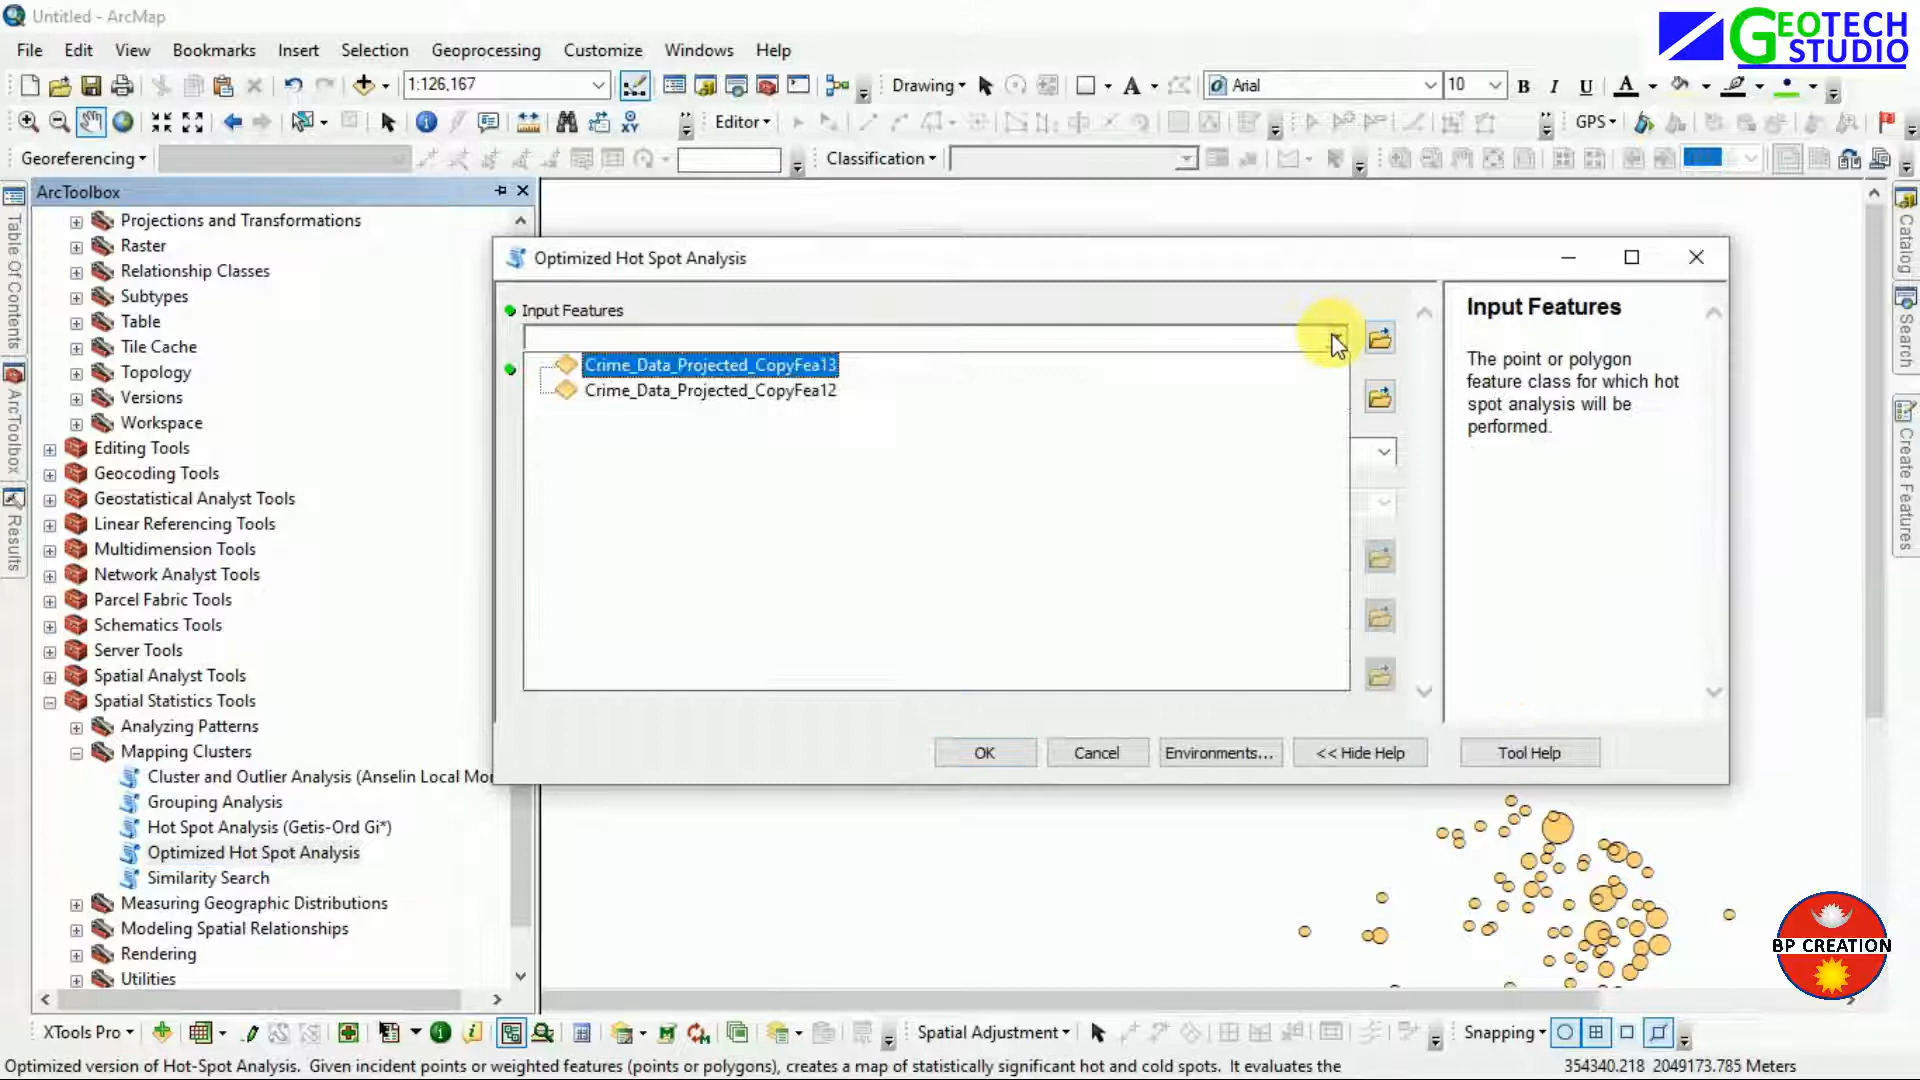 Untitled - ArcMap
GEOTECH
STUDIO
File Edit View Bookmarks Insert Selection Geoprocessing Customize Windows Help
1:126,167 Drawing Arial 10 B I U A
Editor GPS
Georeferencing Classification
ArcToolbox
Table Of Contents
ArcToolbox
Results
Projections and Transformations
Raster
Relationship Classes
Subtypes
Table
Tile Cache
Topology
Versions
Workspace
Editing Tools
Geocoding Tools
Geostatistical Analyst Tools
Linear Referencing Tools
Multidimension Tools
Network Analyst Tools
Parcel Fabric Tools
Schematics Tools
Server Tools
Spatial Analyst Tools
Spatial Statistics Tools
Analyzing Patterns
Mapping Clusters
Cluster and Outlier Analysis (Anselin Local Mor
Grouping Analysis
Hot Spot Analysis (Getis-Ord Gi*)
Optimized Hot Spot Analysis
Similarity Search
Measuring Geographic Distributions
Modeling Spatial Relationships
Rendering
Utilities
Optimized Hot Spot Analysis
Input Features
Crime_Data_Projected_CopyFea13
Crime_Data_Projected_CopyFea12
OK Cancel Environments... << Hide Help Tool Help
Input Features
The point or polygon
feature class for which hot
spot analysis will be
performed.
Catalog
Search
Create Features
BP CREATION
XTools Pro Spatial Adjustment Snapping
Optimized version of Hot-Spot Analysis. Given incident points or weighted features (points or polygons), creates a map of statistically significant hot and cold spots. It evaluates the 354340.218 2049173.785 Meters